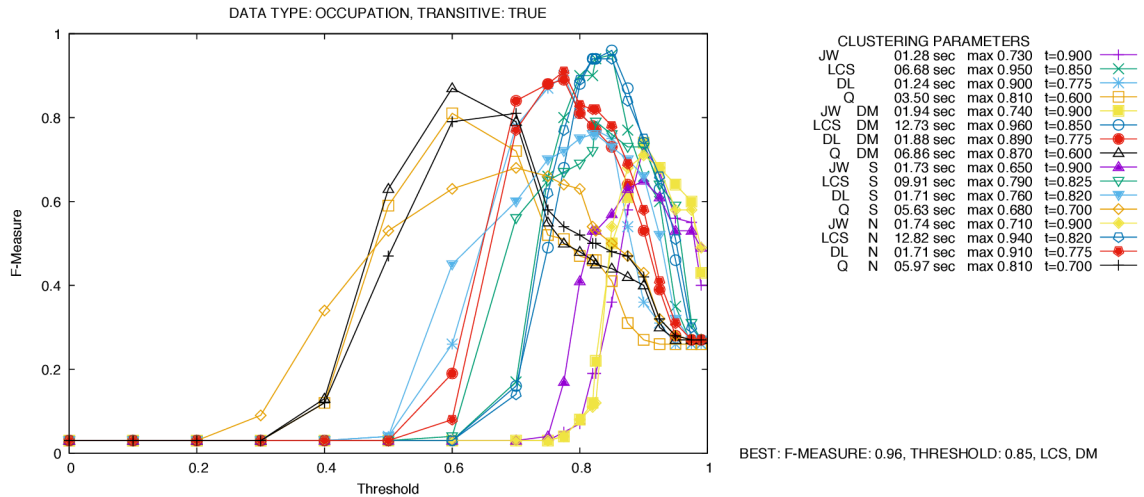 DATA TYPE: OCCUPATION, TRANSITIVE: TRUE
CLUSTERING PARAMETERS
JW 01.28 sec max 0.730 t=0.900
LCS 06.68 sec max 0.950 t=0.850
DL 01.24 sec max 0.900 t=0.775
Q 03.50 sec max 0.810 t=0.600
JW DM 01.94 sec max 0.740 t=0.900
LCS DM 12.73 sec max 0.960 t=0.850
DL DM 01.88 sec max 0.890 t=0.775
Q DM 06.86 sec max 0.870 t=0.600
JW S 01.73 sec max 0.650 t=0.900
LCS S 09.91 sec max 0.790 t=0.825
DL S 01.71 sec max 0.760 t=0.820
Q S 05.63 sec max 0.680 t=0.700
JW N 01.74 sec max 0.710 t=0.900
LCS N 12.82 sec max 0.940 t=0.820
DL N 01.71 sec max 0.910 t=0.775
Q N 05.97 sec max 0.810 t=0.700
F-Measure
1
0.8
0.6
0.4
0.2
0
0 0.2 0.4 0.6 0.8 1
Threshold
BEST: F-MEASURE: 0.96, THRESHOLD: 0.85, LCS, DM